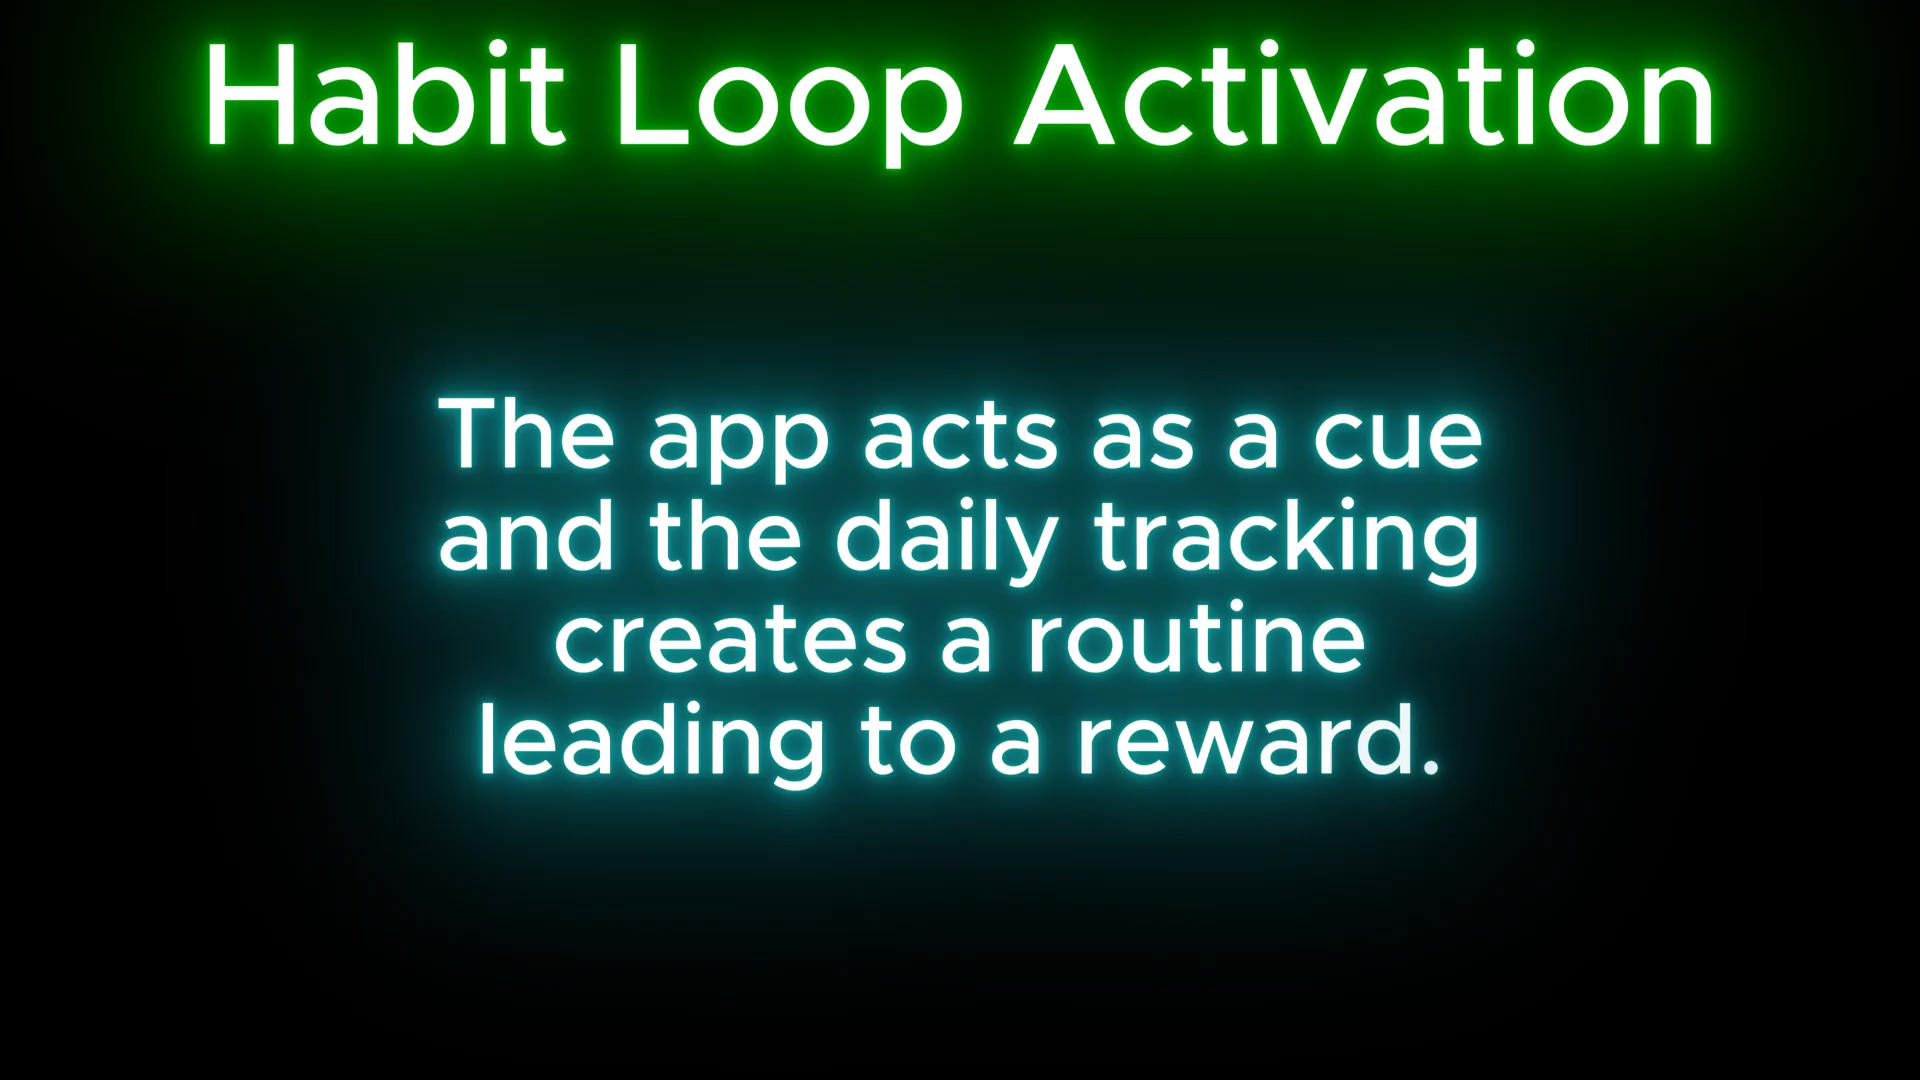 Habit Loop Activation
The app acts as a cue
and the daily tracking
creates a routine
leading to a reward.